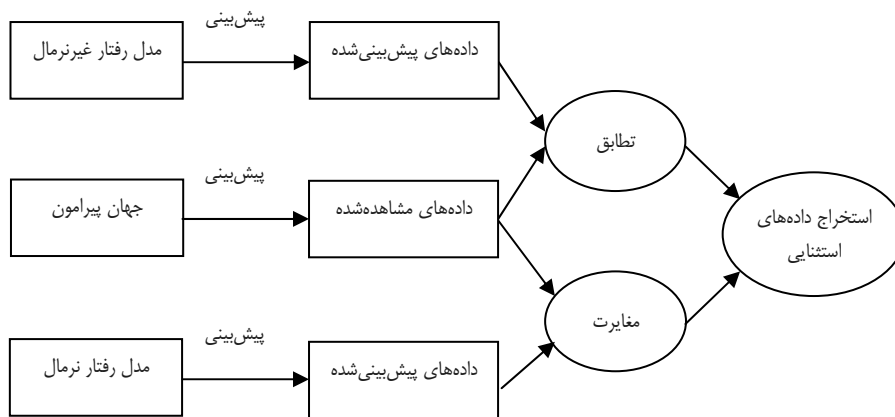 پیش‌بینی
مدل رفتار غیرنرمال
داده‌های پیش‌بینی‌شده
تطابق
پیش‌بینی
جهان پیرامون
داده‌های مشاهده‌شده
استخراج داده‌های
استثنایی
مغایرت
پیش‌بینی
مدل رفتار نرمال
داده‌های پیش‌بینی‌شده